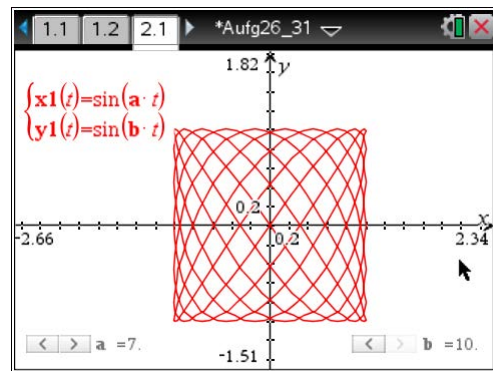 1.1 1.2 2.1 *Aufg26_31
1.82 y
x1(t)=sin(a· t)
y1(t)=sin(b· t)
0.2
x
-2.66 0.2 2.34
a =7. b =10.
-1.51